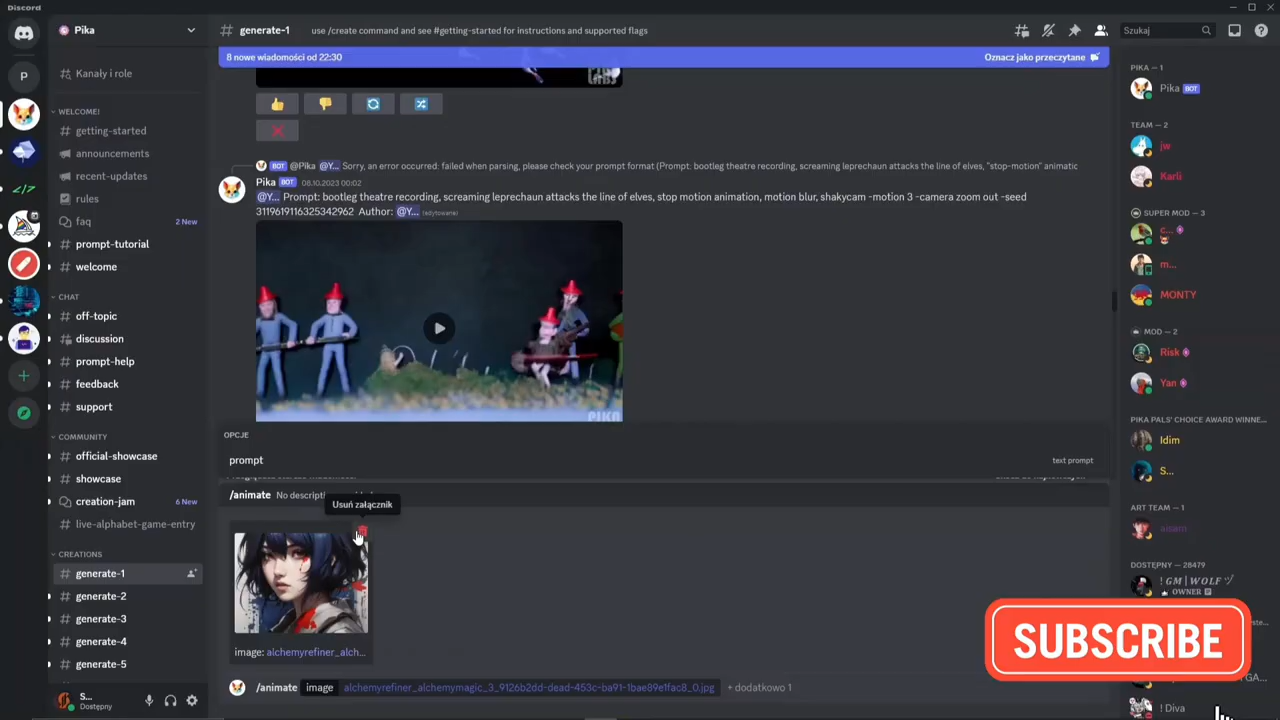 Discord
Pika
generate-1
use /create command and see #getting-started for instructions and supported flags
Szukaj
8 nowe wiadomości od 22:30
Oznacz jako przeczytane
Kanały i role
WELCOME!
getting-started
announcements
recent-updates
rules
faq
2 New
prompt-tutorial
welcome
CHAT
off-topic
discussion
prompt-help
feedback
support
COMMUNITY
official-showcase
showcase
creation-jam
6 New
live-alphabet-game-entry
CREATIONS
generate-1
generate-2
generate-3
generate-4
generate-5
S...
Dostępny
P
LABS
BOT @Pika @Y... Sorry, an error occurred: failed when parsing, please check your prompt format (Prompt: bootleg theatre recording, screaming leprechaun attacks the line of elves, "stop-motion" animatic
Pika BOT 08.10.2023 00:02
@Y... Prompt: bootleg theatre recording, screaming leprechaun attacks the line of elves, stop motion animation, motion blur, shakycam -motion 3 -camera zoom out -seed
3119619116325342962 Author: @Y... (edytowane)
PIKA
OPCJE
prompt
text prompt
/animate No descripti
Usuń załącznik
image: alchemyrefiner_alch...
/animate image alchemyrefiner_alchemymagic_3_9126b2dd-dead-453c-ba91-1bae89e1fac8_0.jpg + dodatkowo 1
PIKA — 1
Pika BOT
TEAM — 2
jw
Karli
SUPER MOD — 3
c...
m...
MONTY
MOD — 2
Risk
Yan
PIKA PALS' CHOICE AWARD WINNE...
Idim
S...
ART TEAM — 1
DOSTĘPNY — 28479
! GM | WOLF ヅ
OWNER
SUBSCRIBE
! Diva